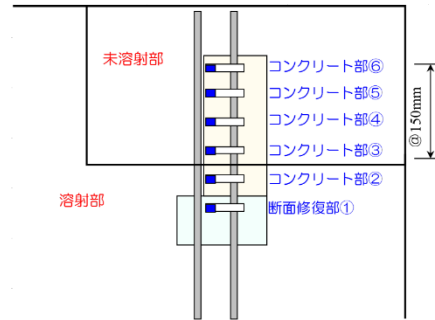 未溶射部
コンクリート部⑥
コンクリート部⑤
コンクリート部④
コンクリート部③
@150mm
コンクリート部②
溶射部
断面修復部①